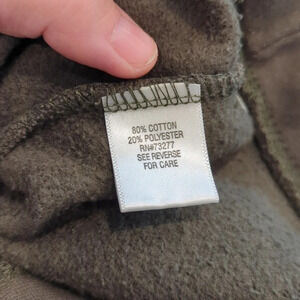 80% COTTON
20% POLYESTER
RN#73277
SEE REVERSE
FOR CARE